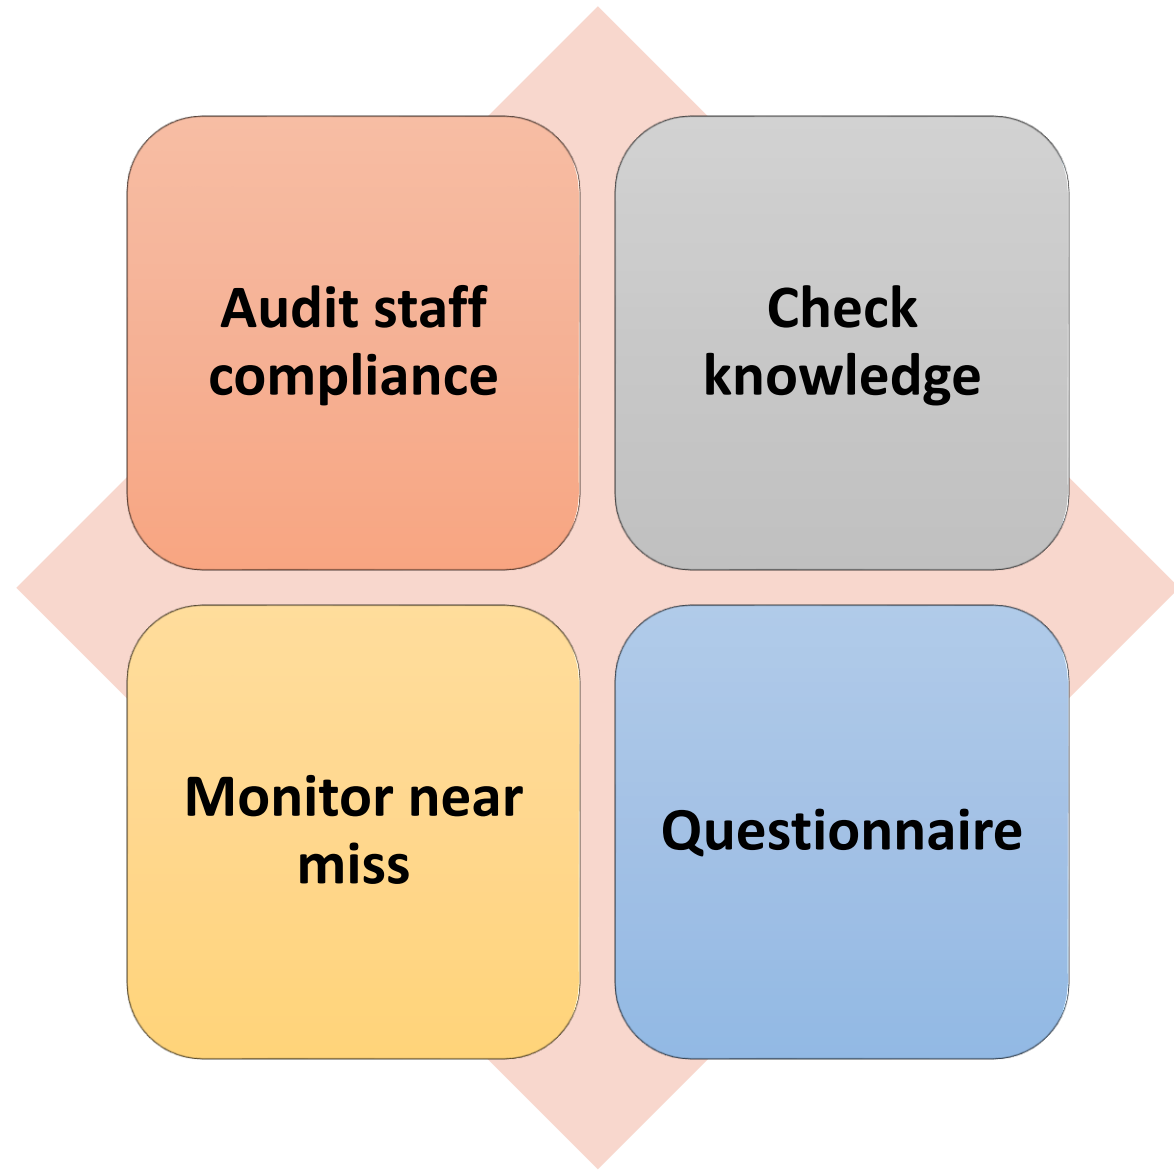 Audit staff
compliance
Check
knowledge
Monitor near
miss
Questionnaire